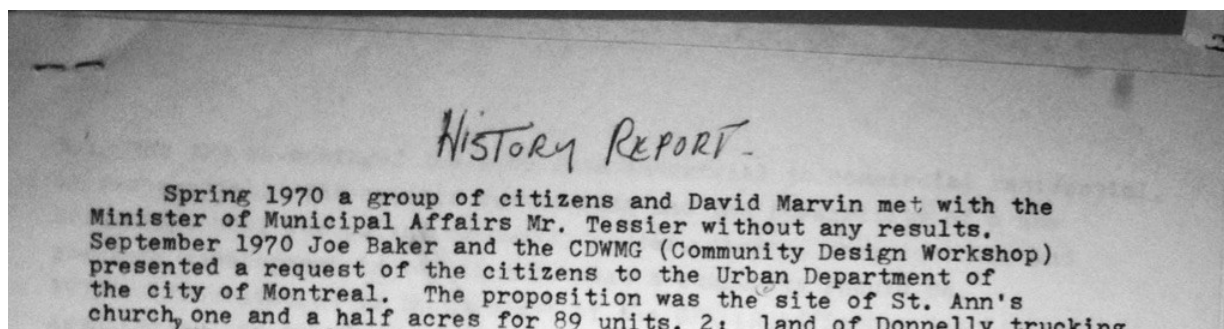 HISTORY REPORT.
Spring 1970 a group of citizens and David Marvin met with the
Minister of Municipal Affairs Mr. Tessier without any results.
September 1970 Joe Baker and the CDWMG (Community Design Workshop)
presented a request of the citizens to the Urban Department of
the city of Montreal. The proposition was the site of St. Ann's
church, one and a half acres for 89 units. 2: land of Donnelly trucking